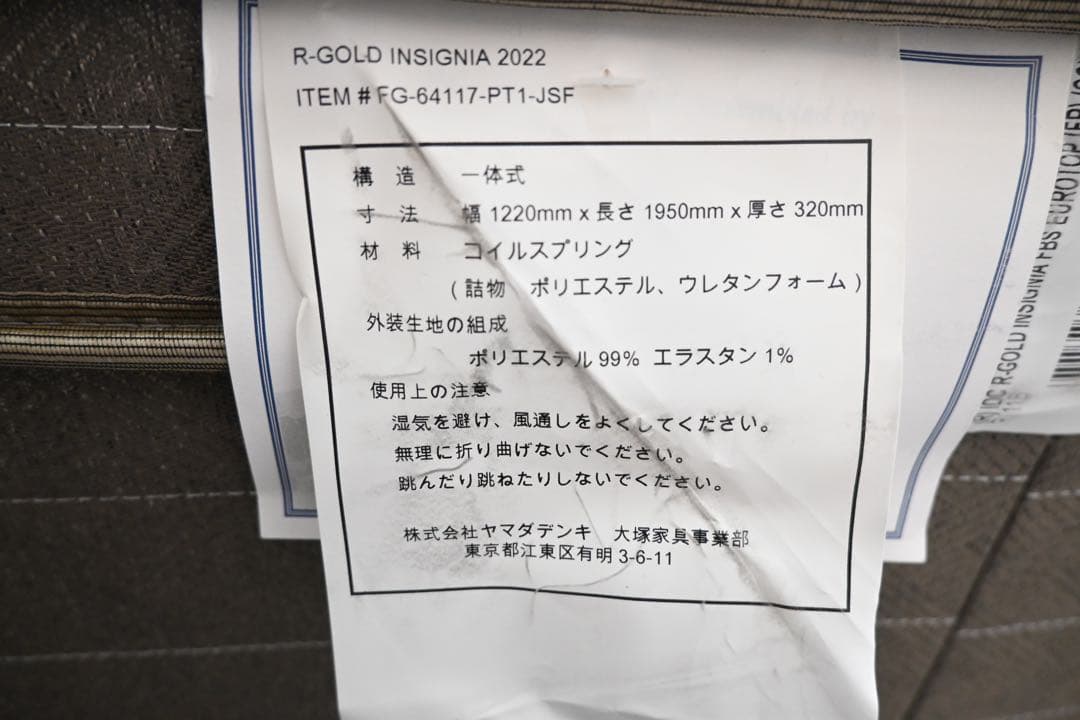 R-GOLD INSIGNIA 2022
ITEM # FG-64117-PT1-JSF
構 造 一体式
寸 法 幅 1220mm x 長さ 1950mm x 厚さ 320mm
材 料 コイルスプリング
( 詰物 ポリエステル、ウレタンフォーム )
外装生地の組成
ポリエステル 99% エラスタン 1%
使用上の注意
湿気を避け、風通しをよくしてください。
無理に折り曲げないでください。
跳んだり跳ねたりしないでください。
株式会社ヤマダデンキ 大塚家具事業部
東京都江東区有明 3-6-11
R-GOLD INSIGNIA FBS EUROTOP